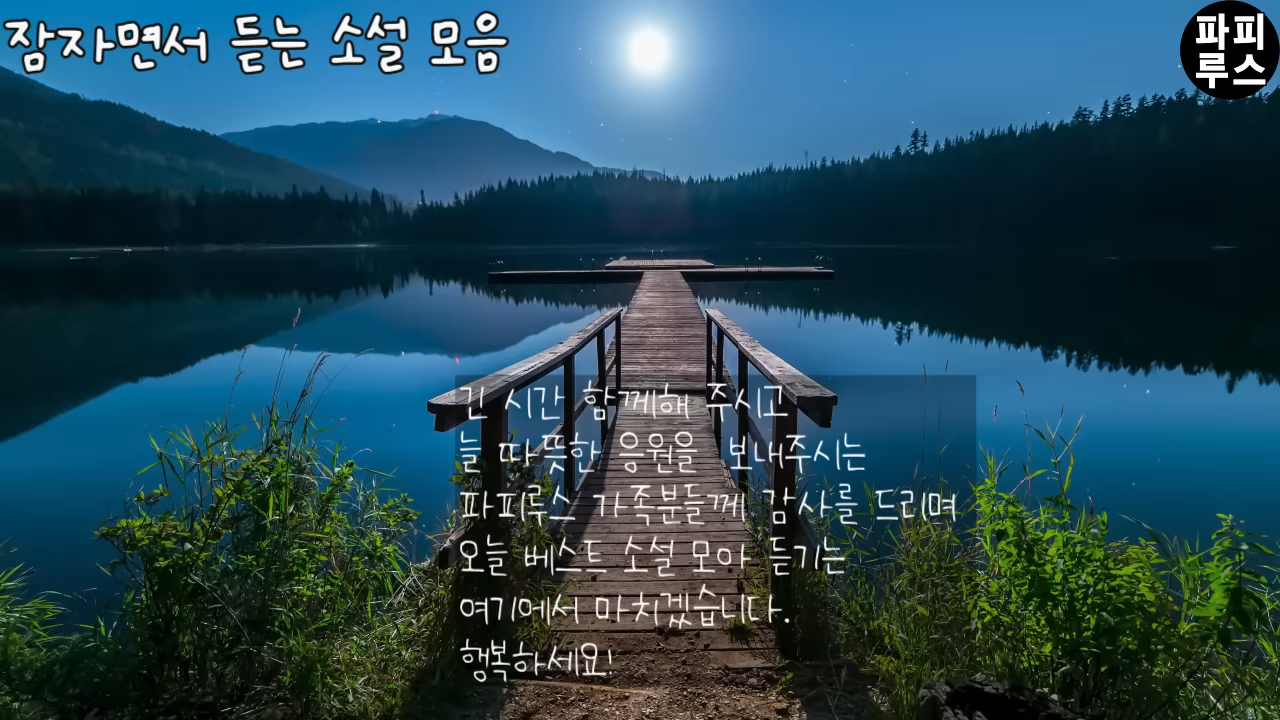 잠자면서 듣는 소설 모음
파피
루스
긴 시간 함께해 주시고
늘 따뜻한 응원을 보내주시는
파피루스 가족분들께 감사를 드리며
오늘 베스트 소설 모아 듣기는
여기에서 마치겠습니다.
행복하세요!